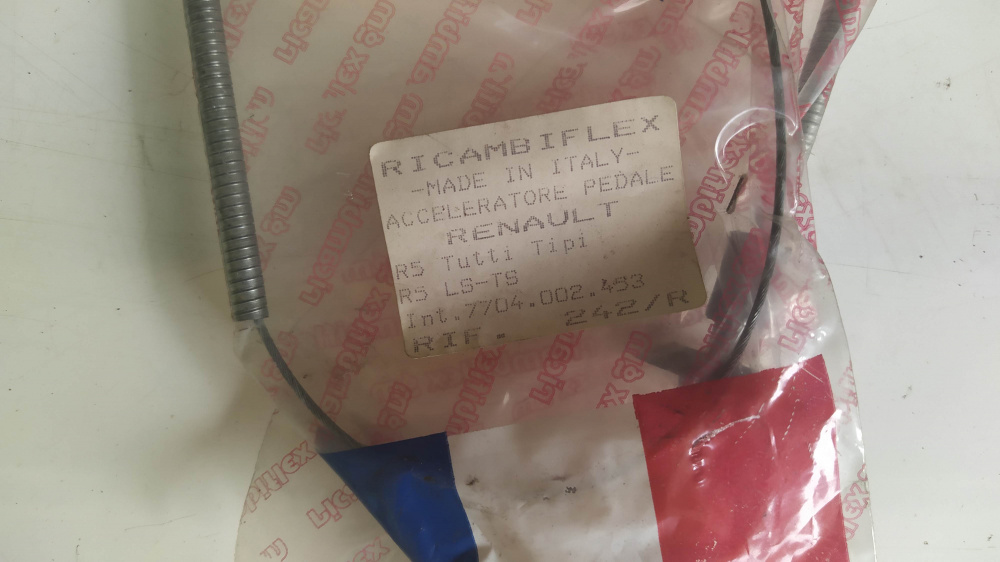 RICAMBIFLEX
-MADE IN ITALY-
ACCELERATORE PEDALE
RENAULT
R5 Tutti Tipi
R5 LS-TS
Int.7704.002.453
RIF. 242/R